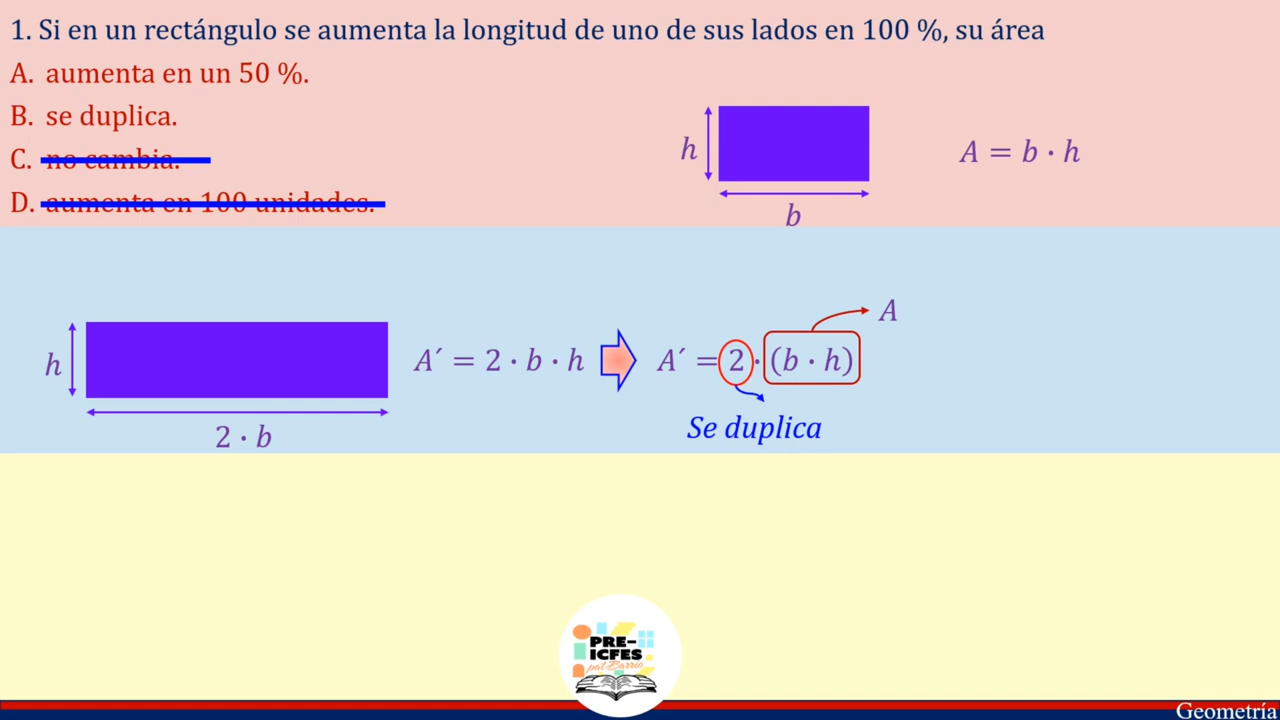 1. Si en un rectángulo se aumenta la longitud de uno de sus lados en 100 %, su área
A. aumenta en un 50 %.
B. se duplica.
C. no cambia.
D. aumenta en 100 unidades.
h
b
A = b · h
h
2 · b
A´ = 2 · b · h
A´ = 2 · (b · h)
A
Se duplica
PRE-
ICFES
pal Barrio
Geometría